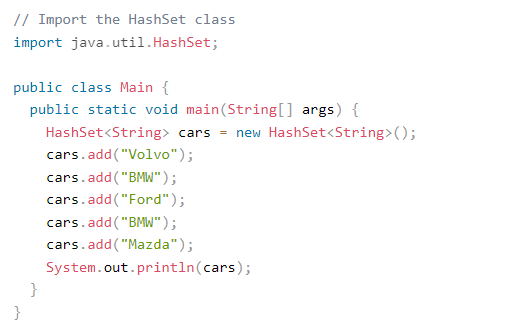 // Import the HashSet class
import java.util.HashSet;

public class Main {
  public static void main(String[] args) {
    HashSet<String> cars = new HashSet<String>();
    cars.add("Volvo");
    cars.add("BMW");
    cars.add("Ford");
    cars.add("BMW");
    cars.add("Mazda");
    System.out.println(cars);
  }
}